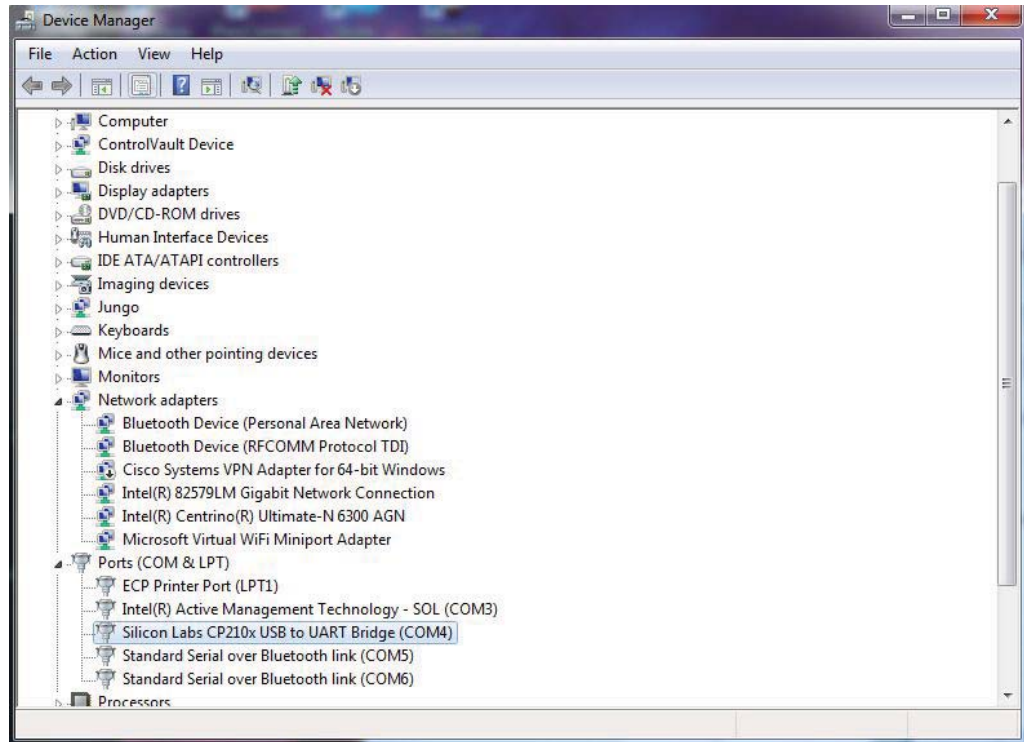 Device Manager
File Action View Help
Computer
ControlVault Device
Disk drives
Display adapters
DVD/CD-ROM drives
Human Interface Devices
IDE ATA/ATAPI controllers
Imaging devices
Jungo
Keyboards
Mice and other pointing devices
Monitors
Network adapters
Bluetooth Device (Personal Area Network)
Bluetooth Device (RFCOMM Protocol TDI)
Cisco Systems VPN Adapter for 64-bit Windows
Intel(R) 82579LM Gigabit Network Connection
Intel(R) Centrino(R) Ultimate-N 6300 AGN
Microsoft Virtual WiFi Miniport Adapter
Ports (COM & LPT)
ECP Printer Port (LPT1)
Intel(R) Active Management Technology - SOL (COM3)
Silicon Labs CP210x USB to UART Bridge (COM4)
Standard Serial over Bluetooth link (COM5)
Standard Serial over Bluetooth link (COM6)
Processors